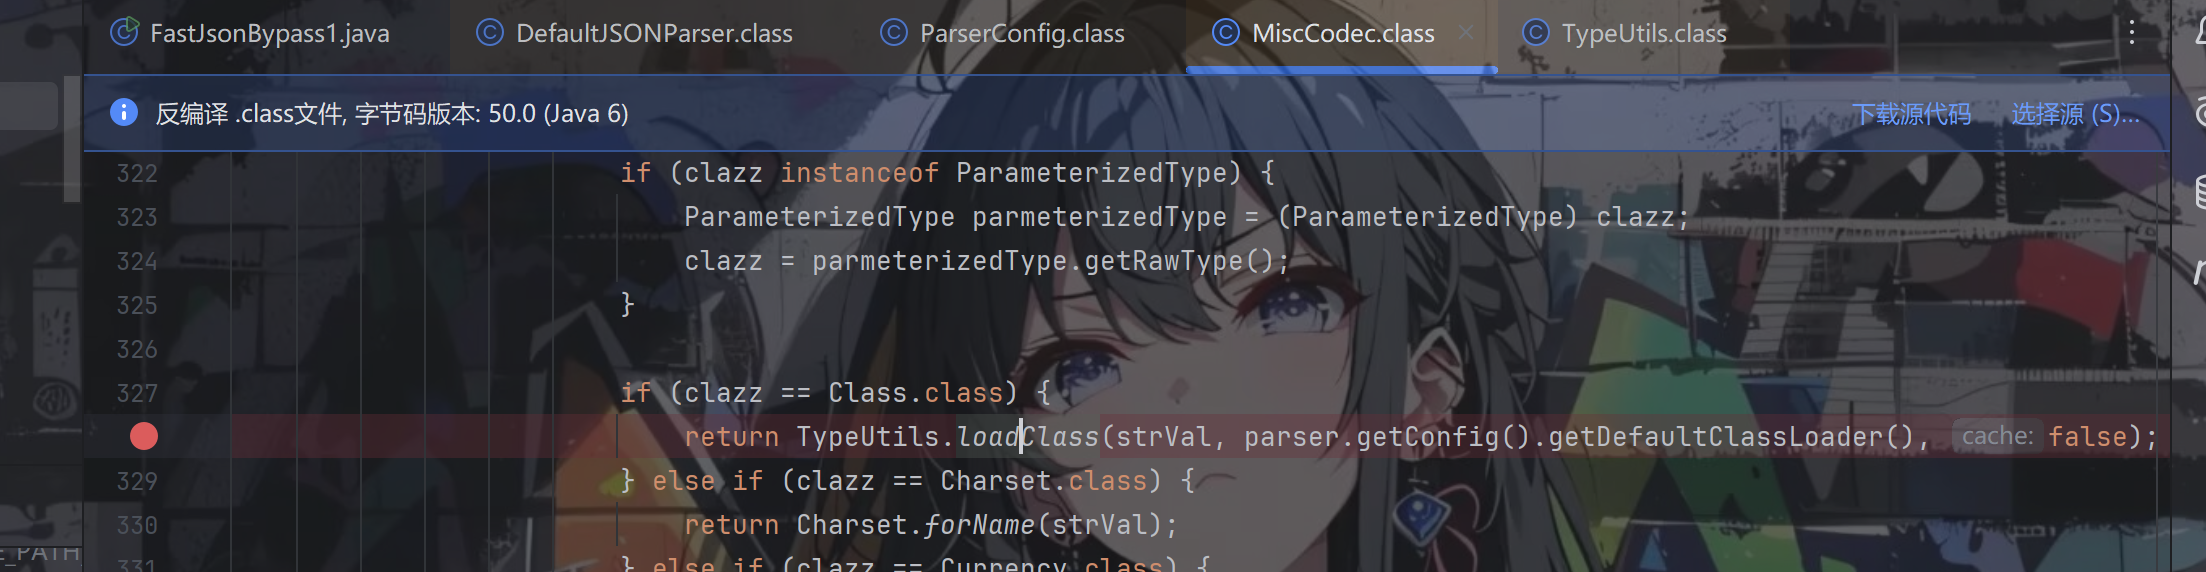 FastJsonBypass1.java DefaultJSONParser.class ParserConfig.class MiscCodec.class TypeUtils.class
反编译 .class文件, 字节码版本: 50.0 (Java 6) 下载源代码 选择源 (S)...
322 if (clazz instanceof ParameterizedType) {
323 ParameterizedType parmeterizedType = (ParameterizedType) clazz;
324 clazz = parmeterizedType.getRawType();
325 }
326
327 if (clazz == Class.class) {
return TypeUtils.loadClass(strVal, parser.getConfig().getDefaultClassLoader(), cache: false);
329 } else if (clazz == Charset.class) {
330 return Charset.forName(strVal);
331 } else if (clazz == Currency.class) {
E_PATH